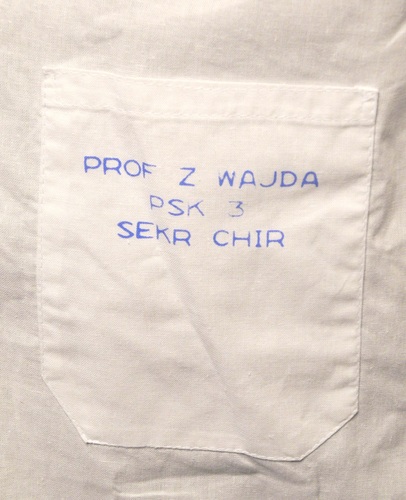 PROF Z WAJDA
PSK 3
SEKR CHIR